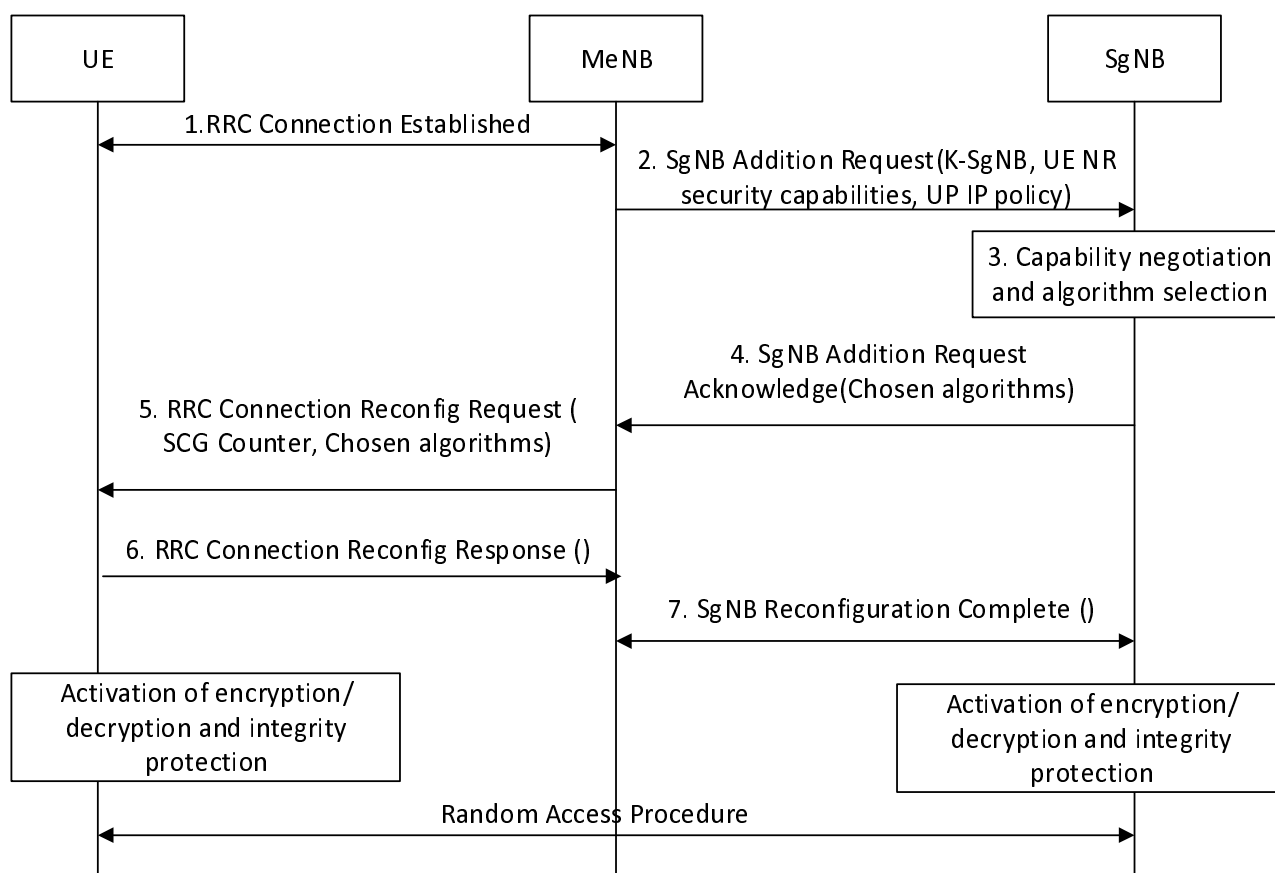 UE
MeNB
SgNB
1.RRC Connection Established
2. SgNB Addition Request(K-SgNB, UE NR
security capabilities, UP IP policy)
3. Capability negotiation
and algorithm selection
4. SgNB Addition Request
Acknowledge(Chosen algorithms)
5. RRC Connection Reconfig Request (
SCG Counter, Chosen algorithms)
6. RRC Connection Reconfig Response ()
7. SgNB Reconfiguration Complete ()
Activation of encryption/
decryption and integrity
protection
Activation of encryption/
decryption and integrity
protection
Random Access Procedure